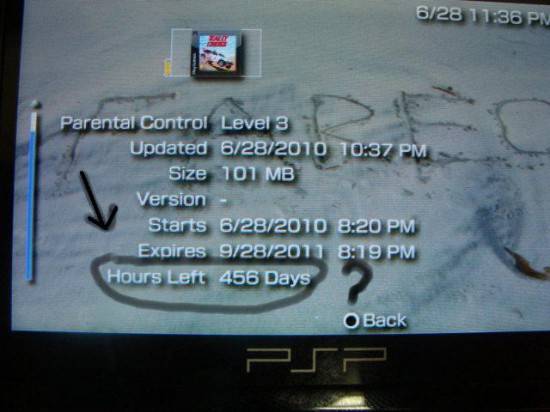 6/28 11:36 PM
Parental Control Level 3
Updated 6/28/2010 10:37 PM
Size 101 MB
Version -
Starts 6/28/2010 8:20 PM
Expires 9/28/2011 8:19 PM
Hours Left 456 Days
?
Back
PSP